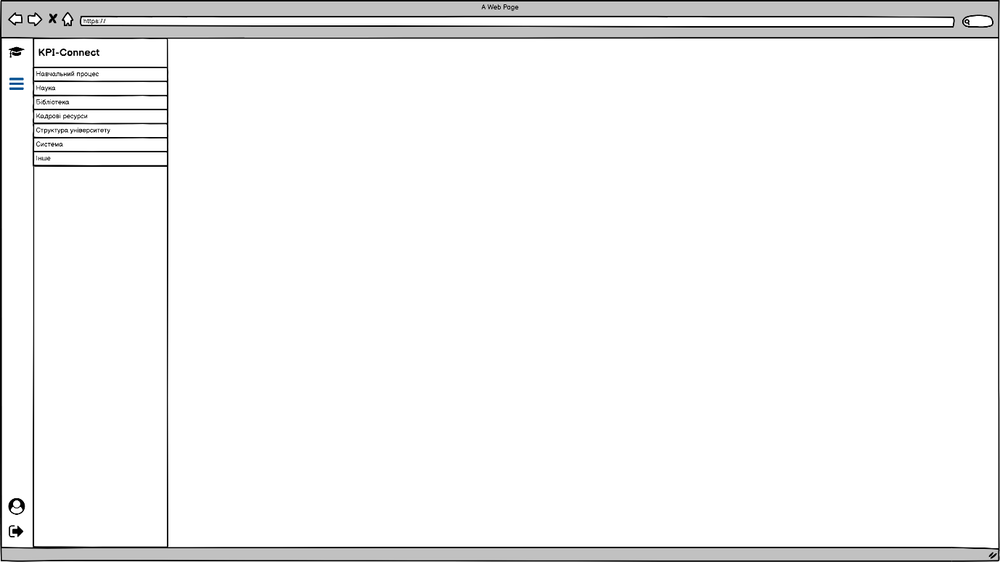 A Web Page
https://
KPI-Connect
Навчальний процес
Наука
Бібліотека
Кадрові ресурси
Структура університету
Система
Інше